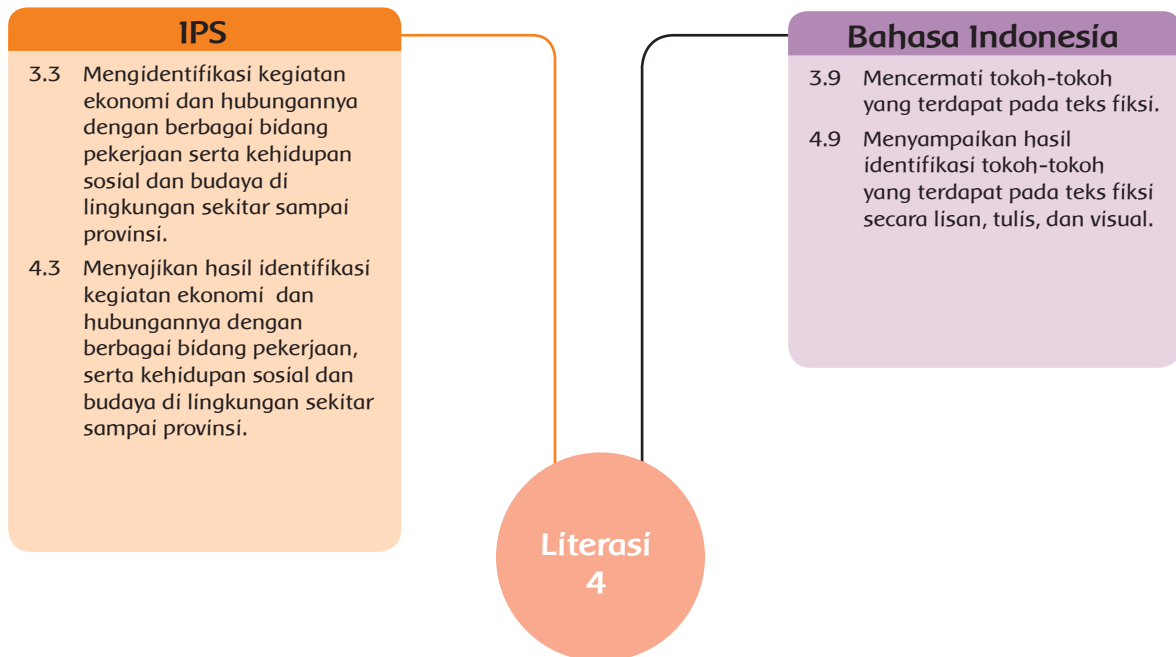 IPS
3.3 Mengidentifikasi kegiatan
ekonomi dan hubungannya
dengan berbagai bidang
pekerjaan serta kehidupan
sosial dan budaya di
lingkungan sekitar sampai
provinsi.
4.3 Menyajikan hasil identifikasi
kegiatan ekonomi dan
hubungannya dengan
berbagai bidang pekerjaan,
serta kehidupan sosial dan
budaya di lingkungan sekitar
sampai provinsi.
Bahasa Indonesia
3.9 Mencermati tokoh-tokoh
yang terdapat pada teks fiksi.
4.9 Menyampaikan hasil
identifikasi tokoh-tokoh
yang terdapat pada teks fiksi
secara lisan, tulis, dan visual.
Literasi
4